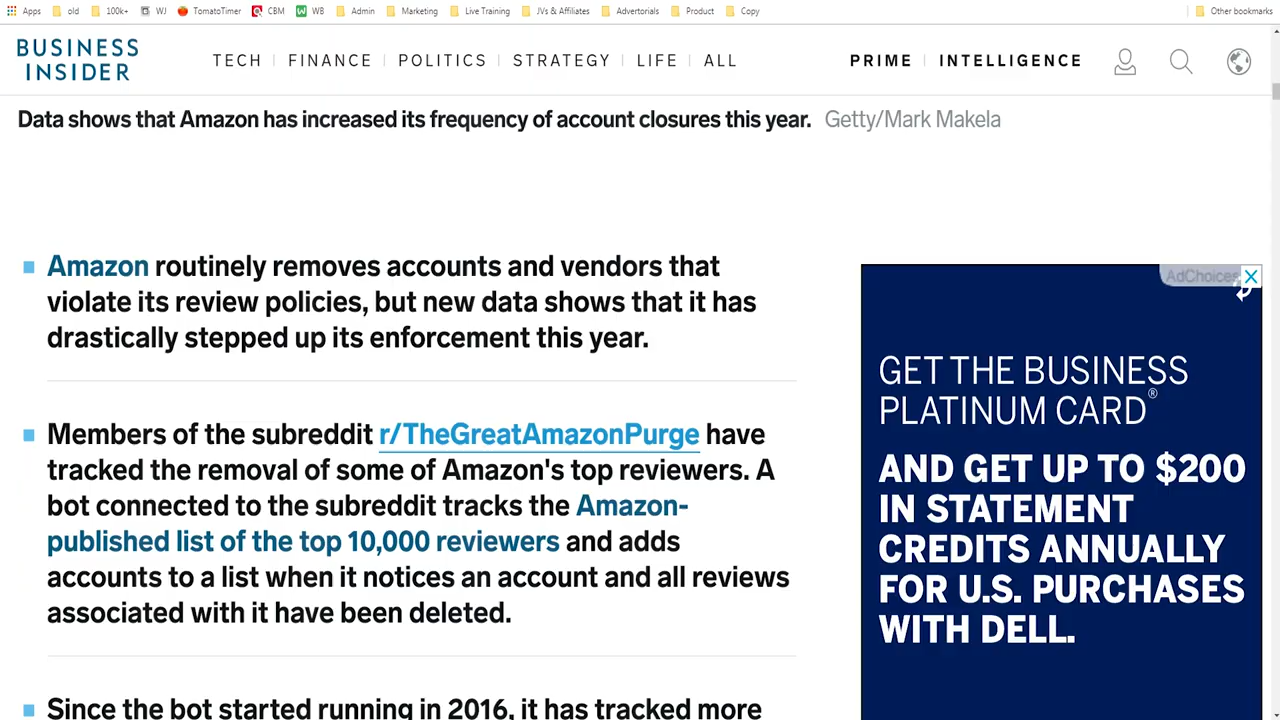 Apps old 100k+ WJ TomatoTimer CBM WB Admin Marketing Live Training JVs & Affiliates Advertorials Product Copy Other bookmarks
BUSINESS
INSIDER
TECH FINANCE POLITICS STRATEGY LIFE ALL
PRIME INTELLIGENCE
Data shows that Amazon has increased its frequency of account closures this year. Getty/Mark Makela
Amazon routinely removes accounts and vendors that
violate its review policies, but new data shows that it has
drastically stepped up its enforcement this year.
Members of the subreddit r/TheGreatAmazonPurge have
tracked the removal of some of Amazon's top reviewers. A
bot connected to the subreddit tracks the Amazon-
published list of the top 10,000 reviewers and adds
accounts to a list when it notices an account and all reviews
associated with it have been deleted.
Since the bot started running in 2016, it has tracked more
AdChoices
GET THE BUSINESS
PLATINUM CARD®
AND GET UP TO $200
IN STATEMENT
CREDITS ANNUALLY
FOR U.S. PURCHASES
WITH DELL.